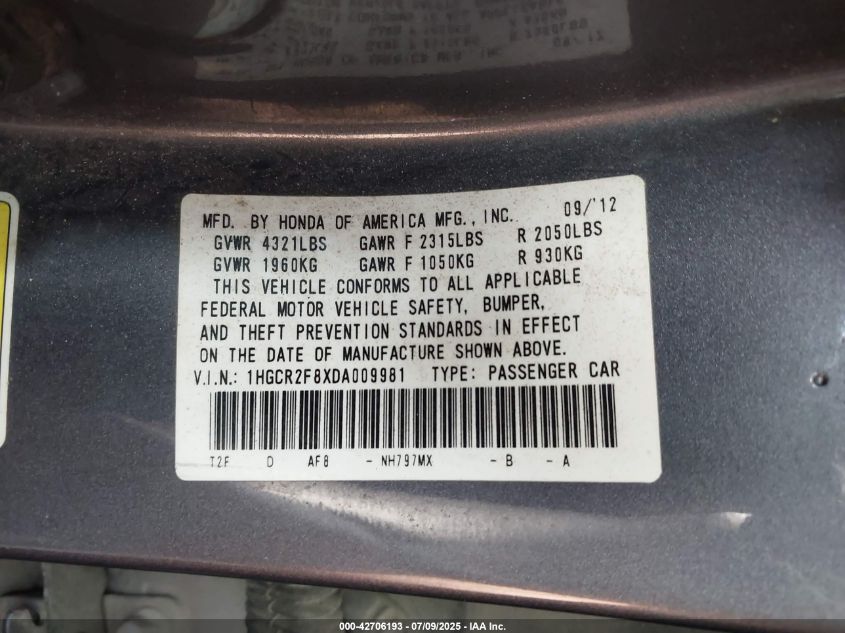 MFD. BY HONDA OF AMERICA MFG., INC. 09/'12
GVWR 4321LBS GAWR F 2315LBS R 2050LBS
GVWR 1960KG GAWR F 1050KG R 930KG
THIS VEHICLE CONFORMS TO ALL APPLICABLE
FEDERAL MOTOR VEHICLE SAFETY, BUMPER,
AND THEFT PREVENTION STANDARDS IN EFFECT
ON THE DATE OF MANUFACTURE SHOWN ABOVE.
V.I.N.: 1HGCR2F8XDA009981 TYPE: PASSENGER CAR
T2F D AF8 - NH797MX - B - A
000-42706193 - 07/09/2025 - IAA Inc.